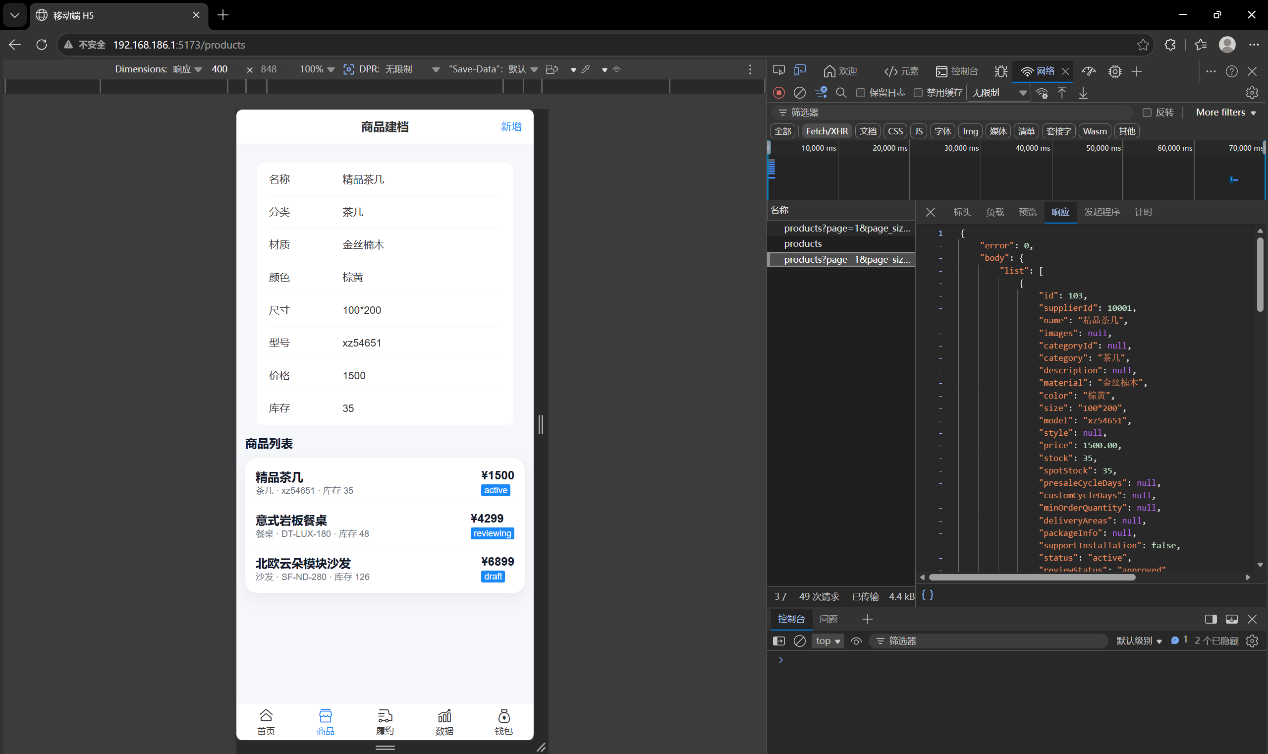 移动端 H5
不安全 192.168.186.1:5173/products
Dimensions: 响应 400 × 848 100% DPR: 无限制 "Save-Data": 默认
欢迎 元素 控制台 网络
保留日志 禁用缓存 无限制
筛选器 反转 More filters
全部 Fetch/XHR 文档 CSS JS 字体 Img 媒体 清单 套接字 Wasm 其他
10,000 ms 20,000 ms 30,000 ms 40,000 ms 50,000 ms 60,000 ms 70,000 ms
商品建档 新增
名称 精品茶几
分类 茶几
材质 金丝楠木
颜色 棕黄
尺寸 100*200
型号 xz54651
价格 1500
库存 35
商品列表
精品茶几 ¥1500
茶几 · xz54651 · 库存 35 active
意式岩板餐桌 ¥4299
餐桌 · DT-LUX-180 · 库存 48 reviewing
北欧云朵模块沙发 ¥6899
沙发 · SF-ND-280 · 库存 126 draft
首页 商品 履约 数据 钱包
名称
products?page=1&page_siz...
products
products?page=1&page_siz...
标头 负载 预览 响应 发起程序 计时
1 {
"error": 0,
"body": {
"list": [
{
"id": 103,
"supplierId": 10001,
"name": "精品茶几",
"images": null,
"categoryId": null,
"category": "茶几",
"description": null,
"material": "金丝楠木",
"color": "棕黄",
"size": "100*200",
"model": "xz54651",
"style": null,
"price": 1500.00,
"stock": 35,
"spotStock": 35,
"presaleCycleDays": null,
"customCycleDays": null,
"minOrderQuantity": null,
"deliveryAreas": null,
"packageInfo": null,
"supportInstallation": false,
"status": "active",
"reviewStatus": "approved"
3 / 49 次请求 已传输 4.4 kB { }
控制台 问题
top 筛选器 默认级别 1 2 个已隐藏